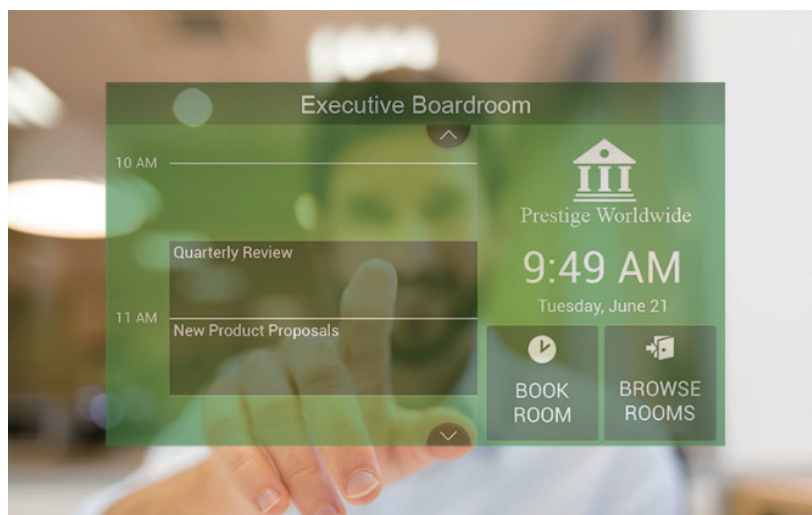 Executive Boardroom
10 AM
Quarterly Review
11 AM
New Product Proposals
Prestige Worldwide
9:49 AM
Tuesday, June 21
BOOK
ROOM
BROWSE
ROOMS